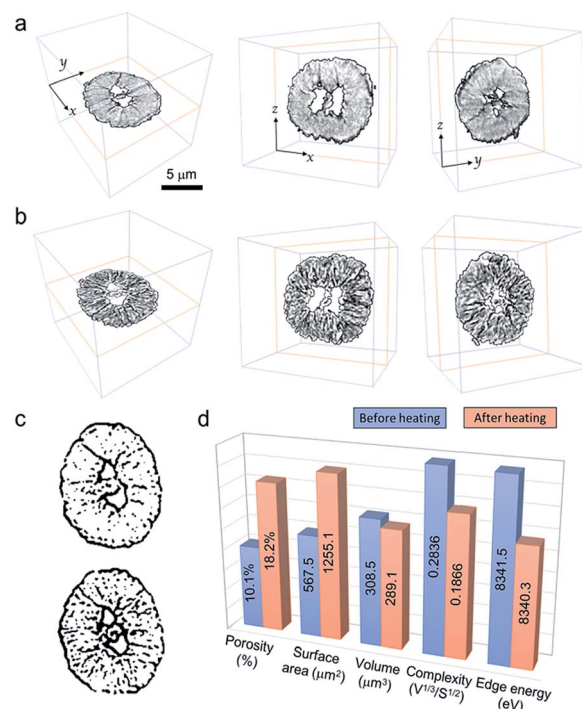 a
y
x
z
x
z
y
5 μm
b
c
d
Before heating
After heating
10.1%
18.2%
567.5
1255.1
308.5
289.1
0.2836
0.1866
8341.5
8340.3
Porosity
(%)
Surface
area (μm²)
Volume
(μm³)
Complexity
(V¹/³/S¹/²)
Edge energy
(eV)